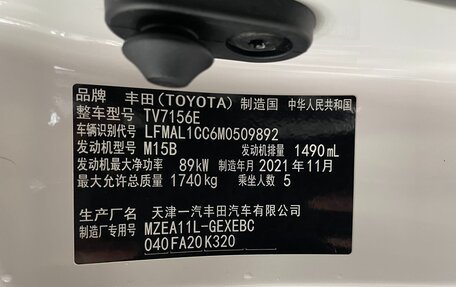 品牌 丰田(TOYOTA) 制造国 中华人民共和国
整车型号 TV7156E
车辆识别代号 LFMAL1CC6M0509892
发动机型号 M15B 发动机排量 1490 mL
发动机最大净功率 89kW 制造年月 2021年11月
最大允许总质量 1740kg 乘坐人数 5
生产厂名 天津一汽丰田汽车有限公司
制造厂专用号 MZEA11L-GEXEBC
040FA20K320